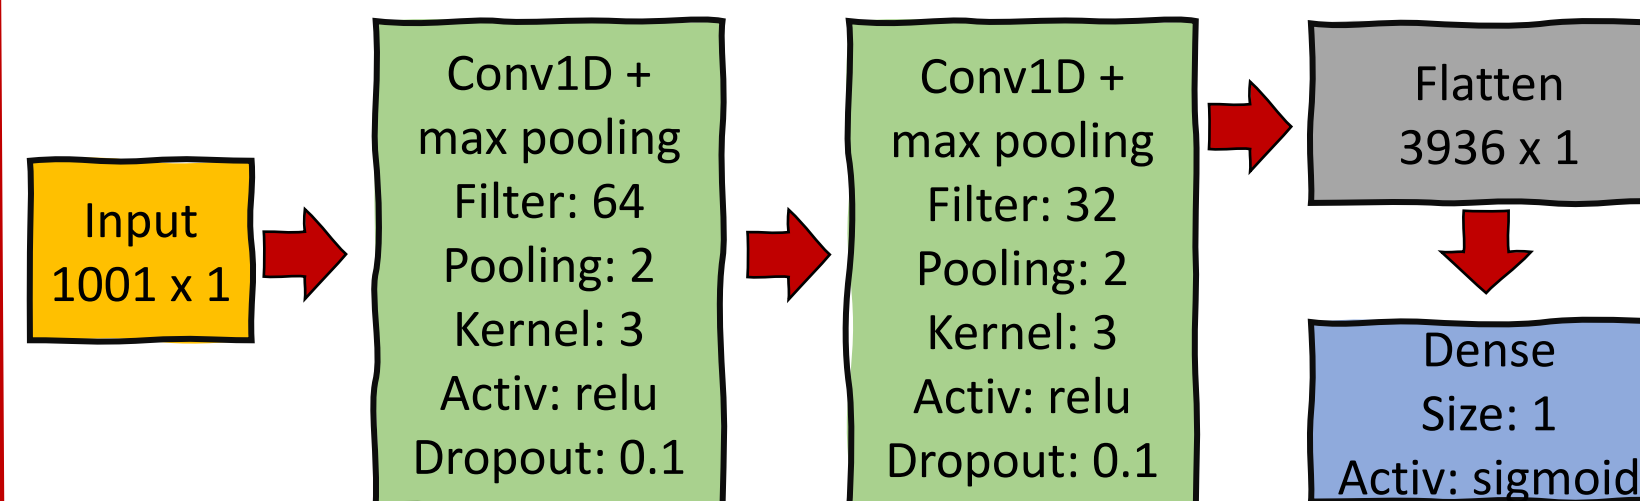 Input
1001 x 1
Conv1D +
max pooling
Filter: 64
Pooling: 2
Kernel: 3
Activ: relu
Dropout: 0.1
Conv1D +
max pooling
Filter: 32
Pooling: 2
Kernel: 3
Activ: relu
Dropout: 0.1
Flatten
3936 x 1
Dense
Size: 1
Activ: sigmoid